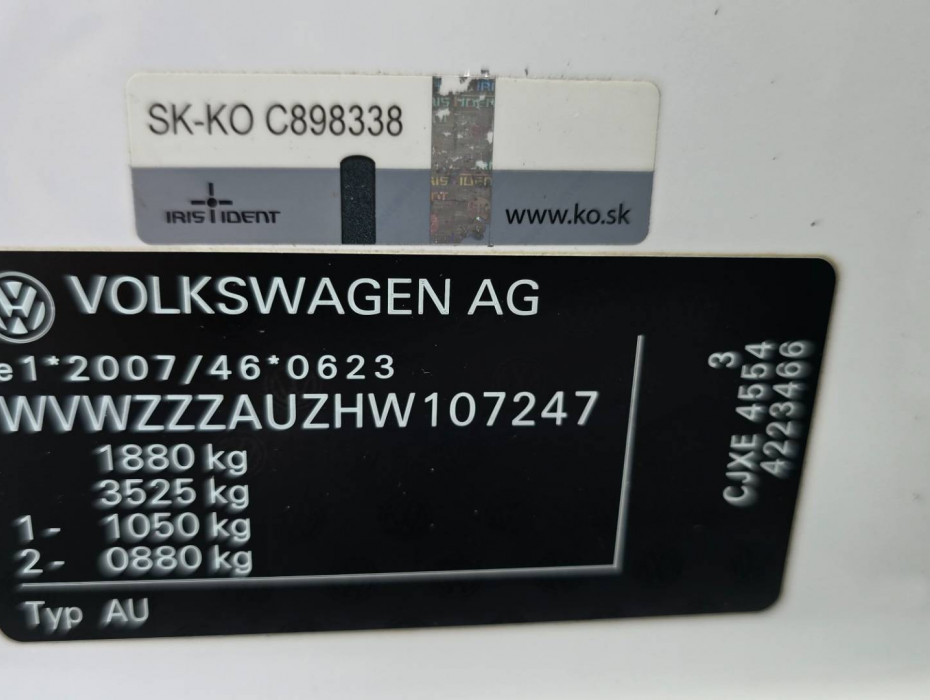 SK-KO C898338
IRIS IDENT
www.ko.sk
VOLKSWAGEN AG
e1*2007/46*0623
WVWZZZAUZHW107247
1880 kg
3525 kg
1- 1050 kg
2- 0880 kg
Typ AU
3
CJXE 4554
4223466